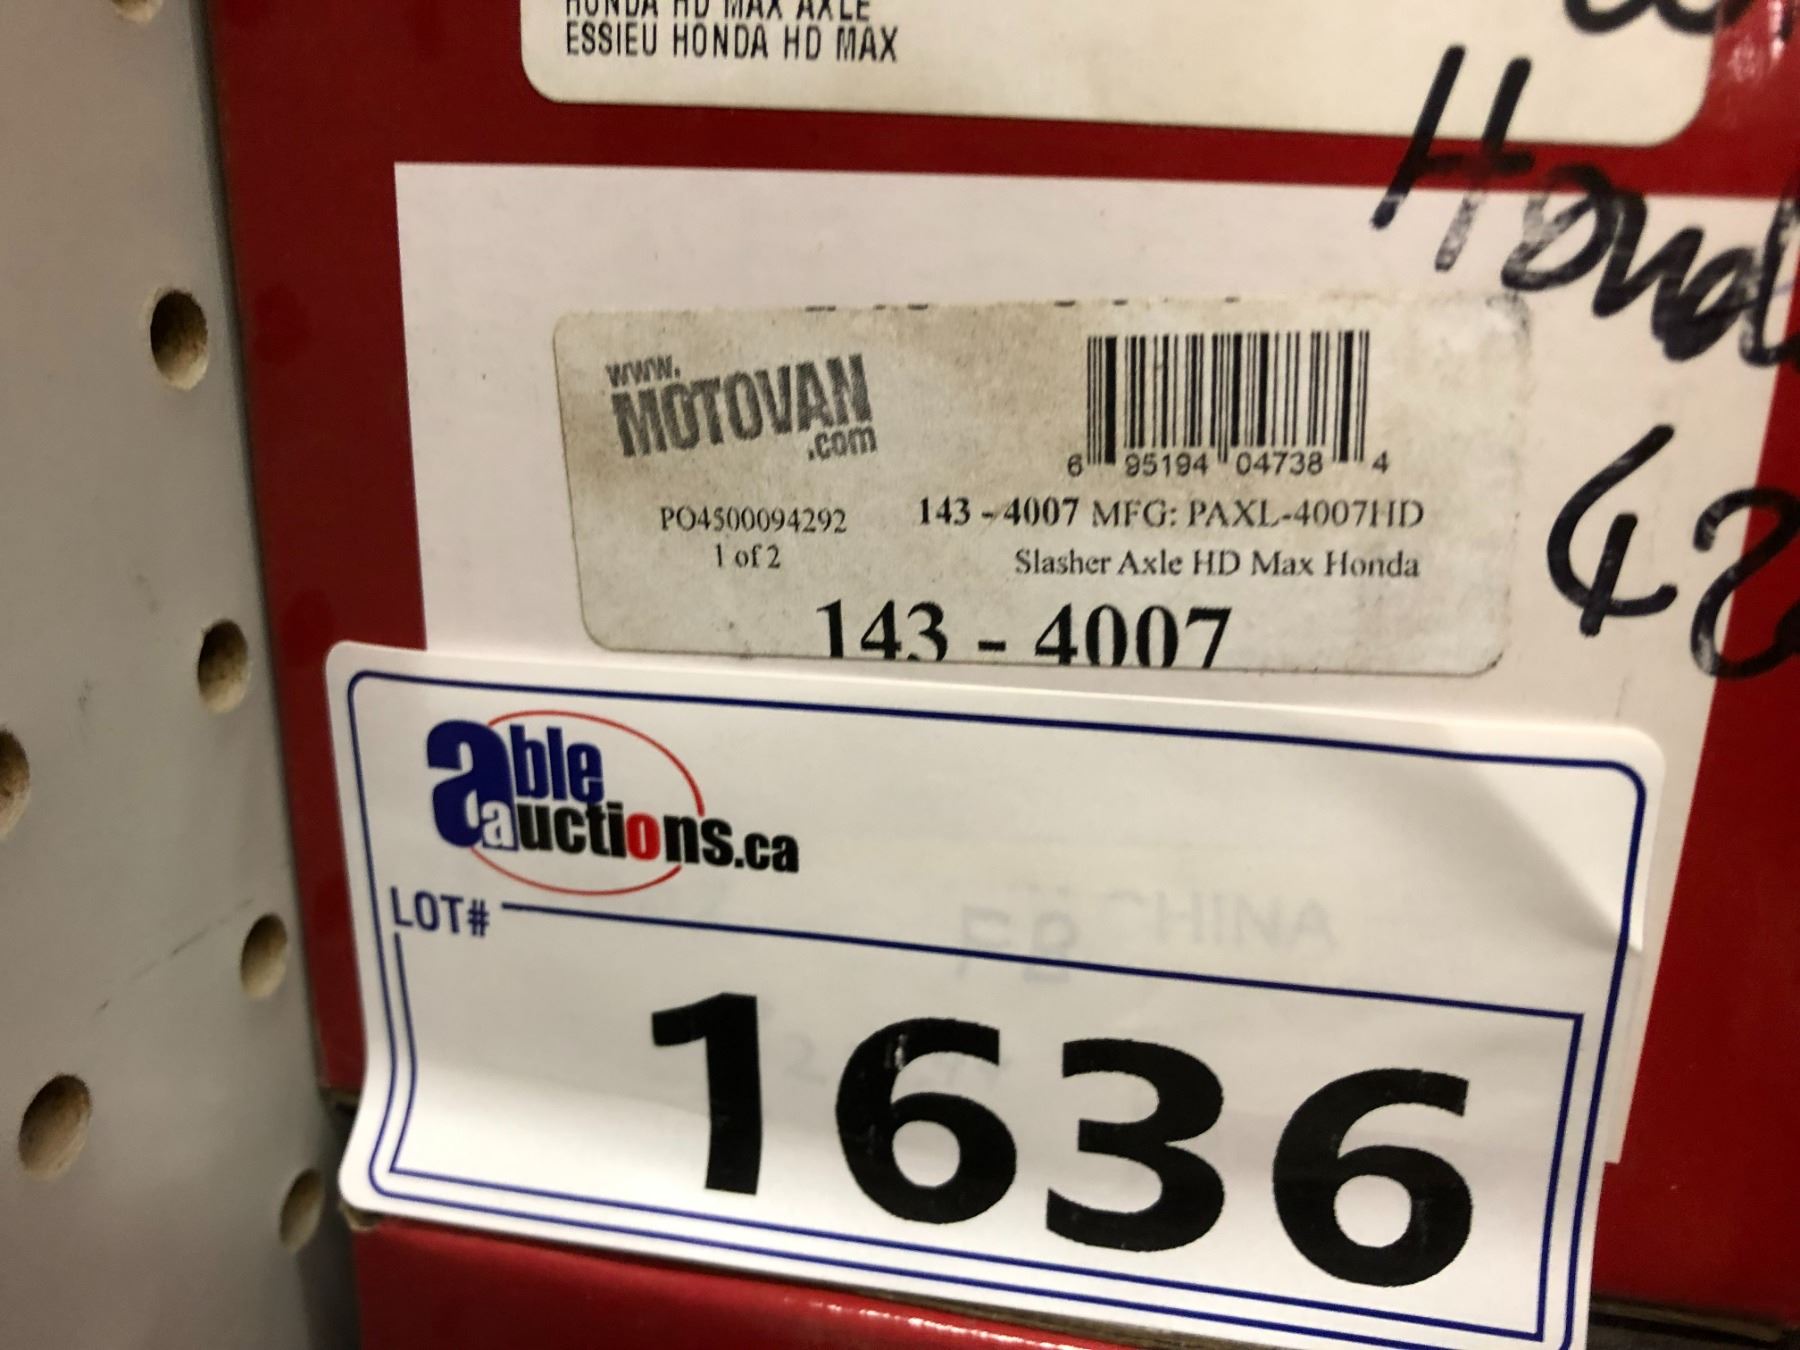 HONDA HD MAX AXLE
ESSIEU HONDA HD MAX
Honda
www.
MOTOVAN
.com
6 95194 04738 4
PO4500094292
143 - 4007 MFG: PAXL-4007HD
1 of 2
Slasher Axle HD Max Honda
42
143 - 4007
able
auctions.ca
LOT#
CHINA
1636